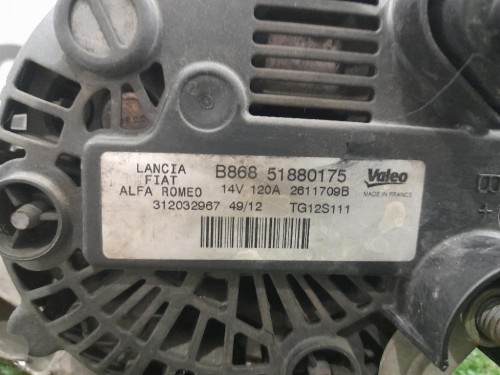 LANCIA
FIAT
ALFA ROMEO
B868 51880175
14V 120A 2611709B
312032967 49/12 TG12S111
Valeo
MADE IN FRANCE
B+